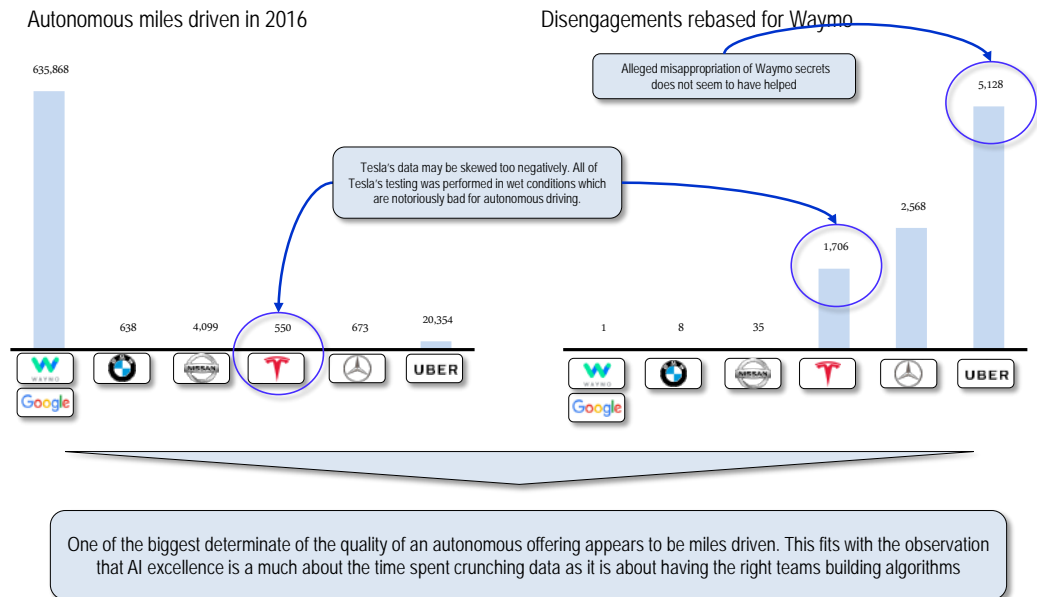 Autonomous miles driven in 2016
Disengagements rebased for Waymo
635,868
638
4,099
550
673
20,354
WAYMO
NISSAN
UBER
Google
Alleged misappropriation of Waymo secrets
does not seem to have helped
Tesla's data may be skewed too negatively. All of
Tesla's testing was performed in wet conditions which
are notoriously bad for autonomous driving.
1
8
35
1,706
2,568
5,128
WAYMO
NISSAN
UBER
Google
One of the biggest determinate of the quality of an autonomous offering appears to be miles driven. This fits with the observation
that AI excellence is a much about the time spent crunching data as it is about having the right teams building algorithms